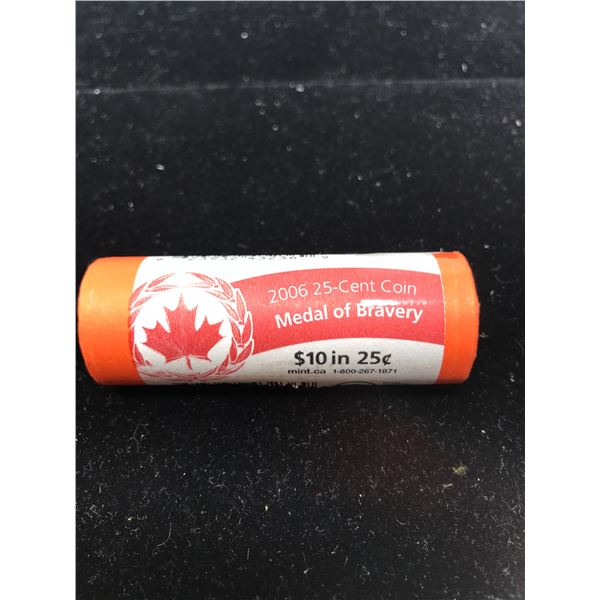 2006 25-Cent Coin
Medal of Bravery
$10 in 25¢
mint.ca 1-800-267-1871